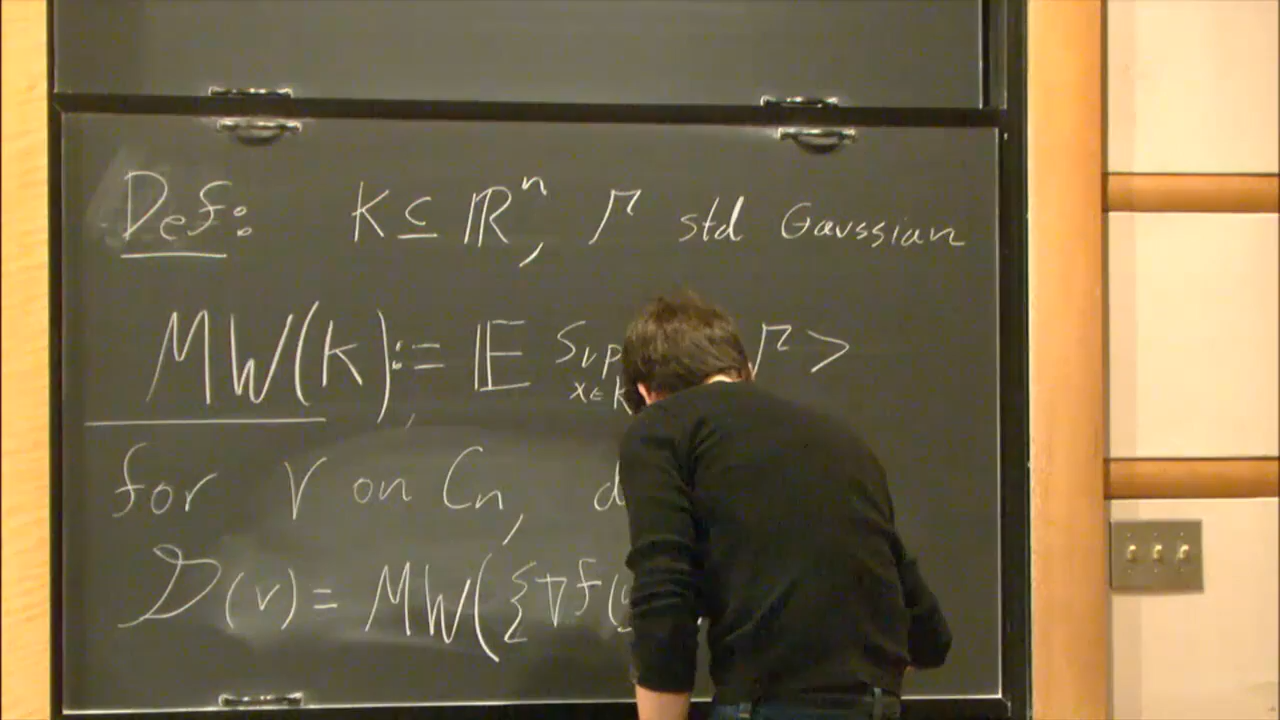 Def: K ⊆ ℝⁿ, Γ std Gaussian
MW(K) := 𝔼 Sup x∈K Γ >
for ν on Cn,
𝒟(ν) = MW({∇f(